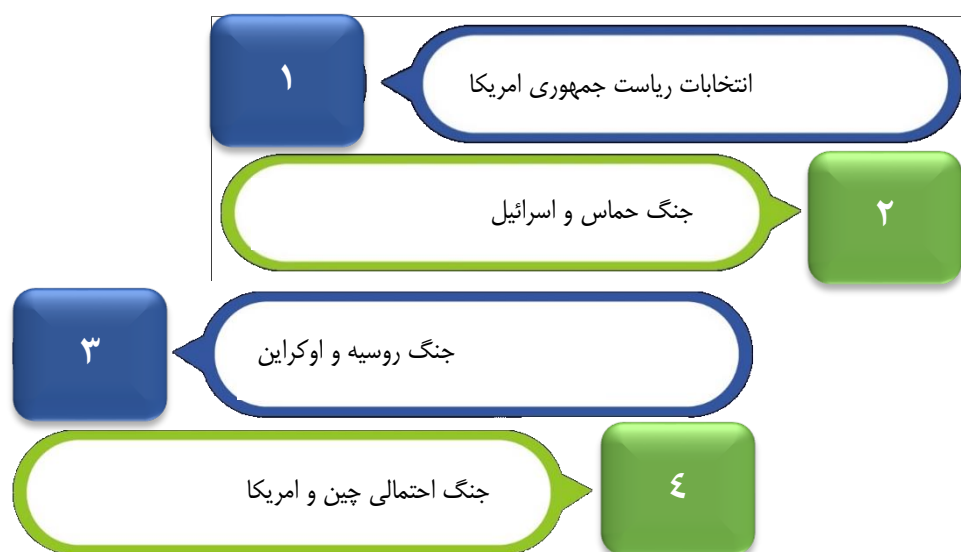 ۱
انتخابات ریاست جمهوری امریکا
۲
جنگ حماس و اسرائیل
۳
جنگ روسیه و اوکراین
٤
جنگ احتمالی چین و امریکا